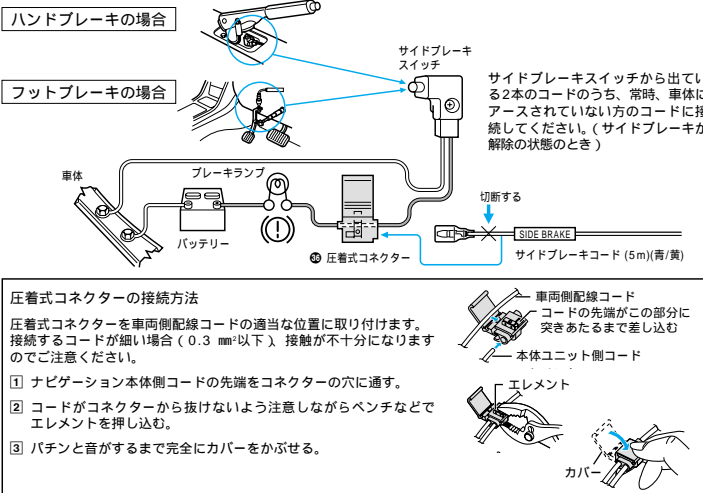 ハンドブレーキの場合
フットブレーキの場合
サイドブレーキ
スイッチ
サイドブレーキスイッチから出てい
る2本のコードのうち、常時、車体に
アースされていない方のコードに接
続してください。(サイドブレーキが
解除の状態のとき)
車体
ブレーキランプ
バッテリー
切断する
SIDE BRAKE
サイドブレーキコード (5m)(青/黄)
36 圧着式コネクター
圧着式コネクターの接続方法
圧着式コネクターを車両側配線コードの適当な位置に取り付けます。
接続するコードが細い場合(0.3 mm²以下)、接触が不十分になります
のでご注意ください。
1 ナビゲーション本体側コードの先端をコネクターの穴に通す。
2 コードがコネクターから抜けないよう注意しながらペンチなどで
エレメントを押し込む。
3 パチンと音がするまで完全にカバーをかぶせる。
車両側配線コード
コードの先端がこの部分に
突きあたるまで差し込む
本体ユニット側コード
エレメント
カバー